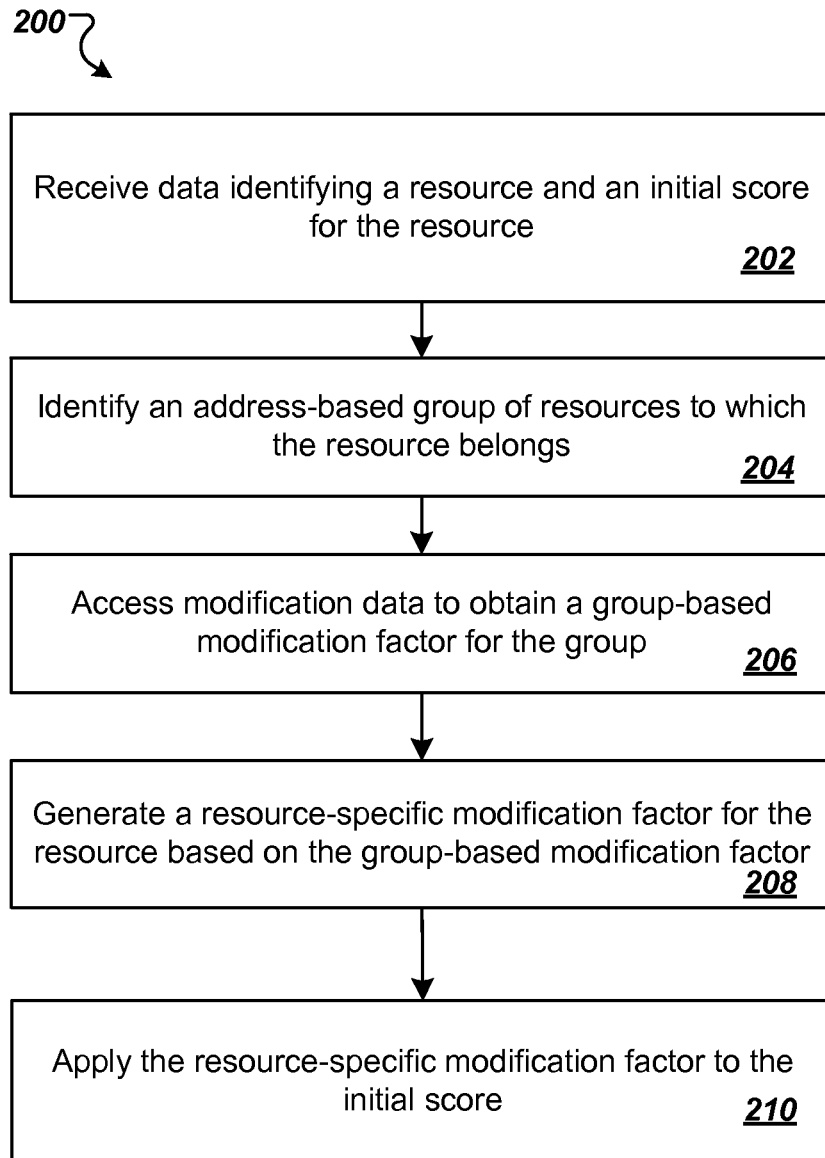 200
Receive data identifying a resource and an initial score
for the resource
202
Identify an address-based group of resources to which
the resource belongs
204
Access modification data to obtain a group-based
modification factor for the group
206
Generate a resource-specific modification factor for the
resource based on the group-based modification factor
208
Apply the resource-specific modification factor to the
initial score
210